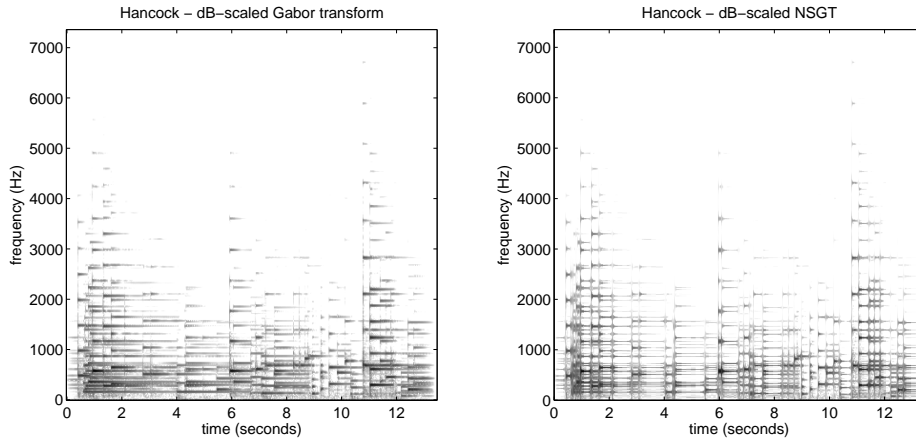 Hancock − dB−scaled Gabor transform
7000
6000
5000
4000
3000
2000
1000
0
frequency (Hz)
0 2 4 6 8 10 12
time (seconds)
Hancock − dB−scaled NSGT
7000
6000
5000
4000
3000
2000
1000
0
frequency (Hz)
0 2 4 6 8 10 12
time (seconds)